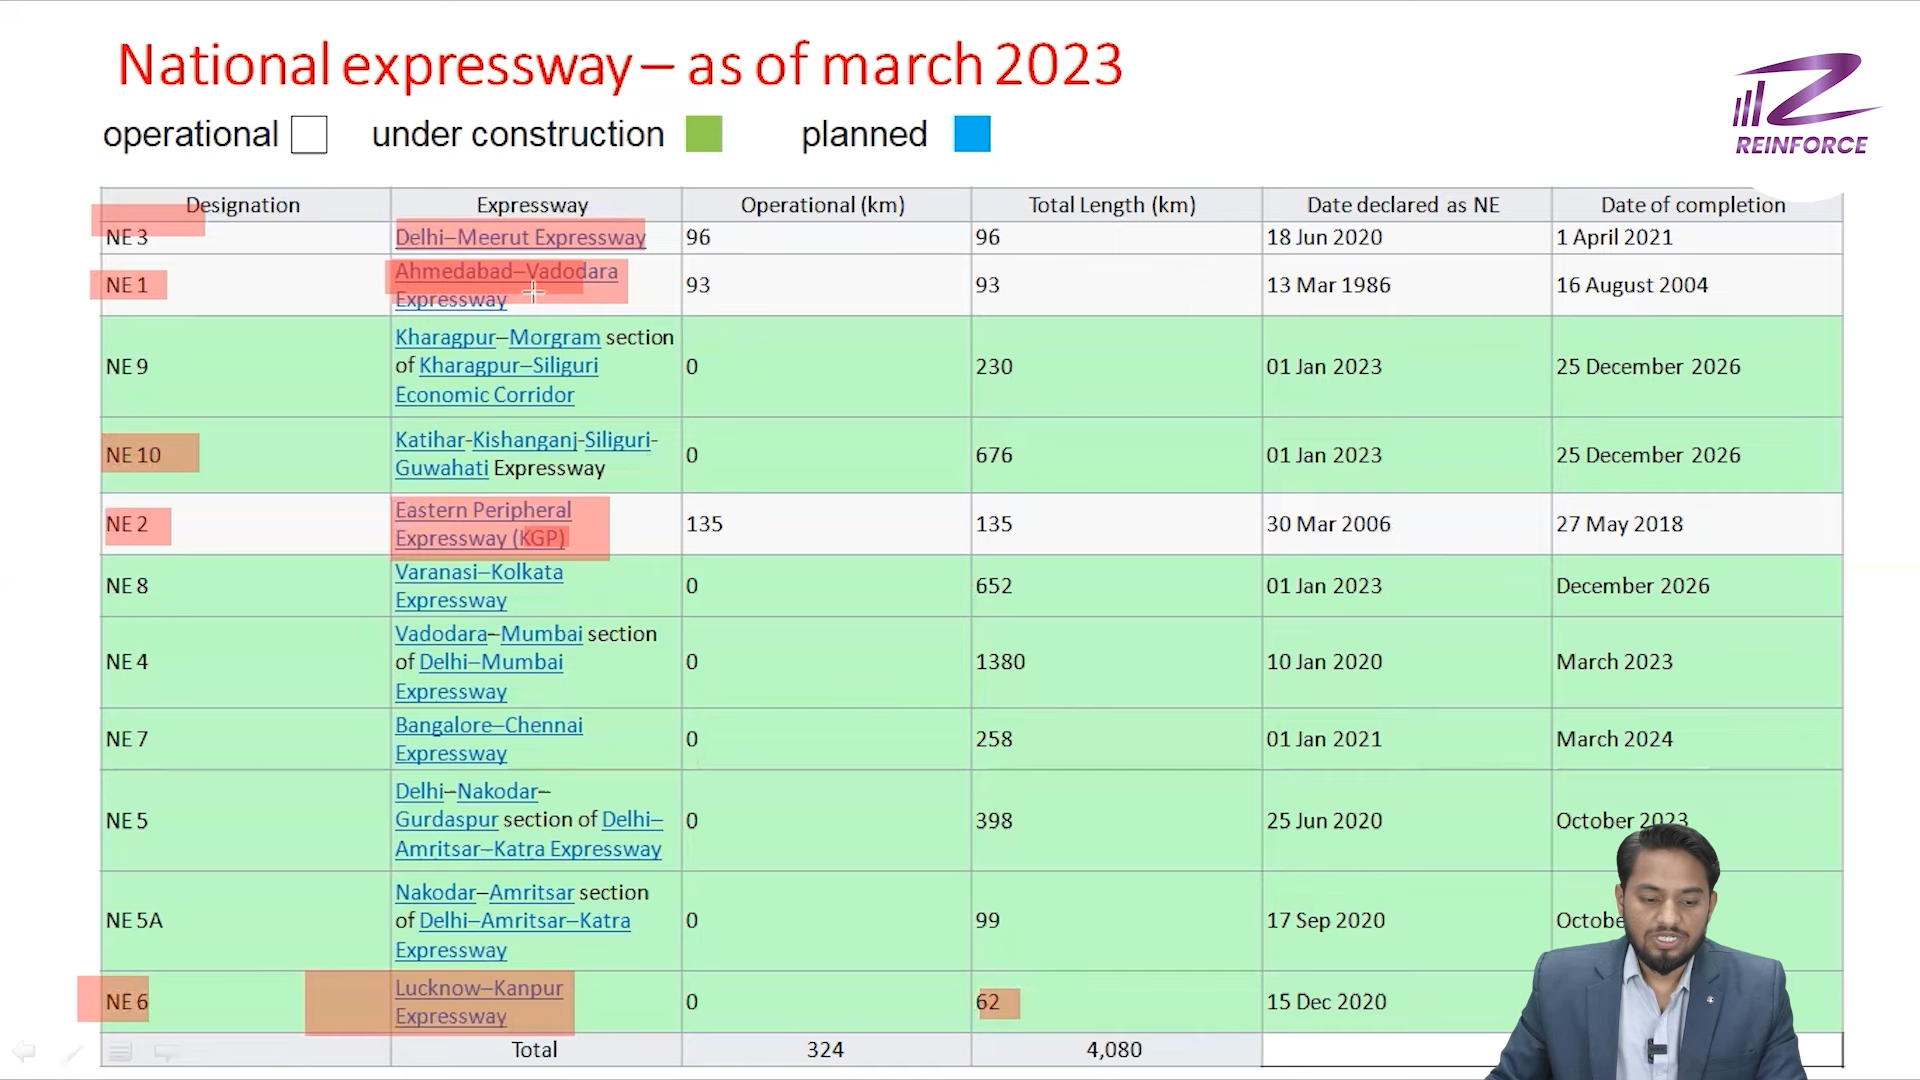 National expressway – as of march 2023
operational under construction planned
REINFORCE
Designation Expressway Operational (km) Total Length (km) Date declared as NE Date of completion
NE 3 Delhi–Meerut Expressway 96 96 18 Jun 2020 1 April 2021
NE 1 Ahmedabad–Vadodara
Expressway 93 93 13 Mar 1986 16 August 2004
NE 9 Kharagpur–Morgram section
of Kharagpur–Siliguri
Economic Corridor 0 230 01 Jan 2023 25 December 2026
NE 10 Katihar-Kishanganj-Siliguri-
Guwahati Expressway 0 676 01 Jan 2023 25 December 2026
NE 2 Eastern Peripheral
Expressway (KGP) 135 135 30 Mar 2006 27 May 2018
NE 8 Varanasi–Kolkata
Expressway 0 652 01 Jan 2023 December 2026
NE 4 Vadodara–Mumbai section
of Delhi–Mumbai
Expressway 0 1380 10 Jan 2020 March 2023
NE 7 Bangalore–Chennai
Expressway 0 258 01 Jan 2021 March 2024
NE 5 Delhi–Nakodar–
Gurdaspur section of Delhi–
Amritsar–Katra Expressway 0 398 25 Jun 2020 October 2023
NE 5A Nakodar–Amritsar section
of Delhi–Amritsar–Katra
Expressway 0 99 17 Sep 2020
NE 6 Lucknow–Kanpur
Expressway 0 62 15 Dec 2020
Total 324 4,080